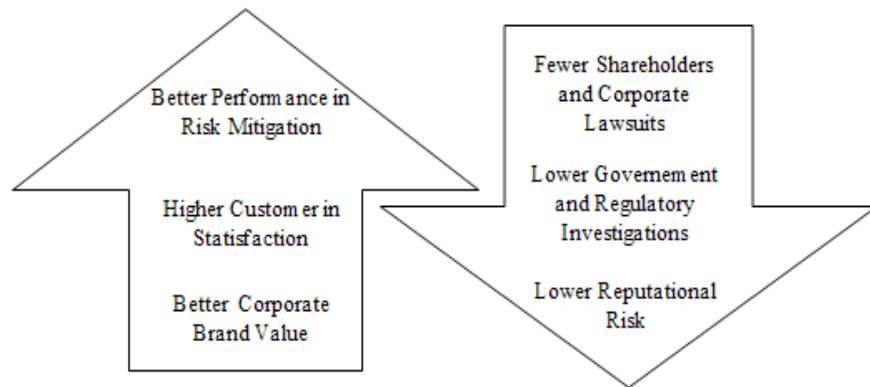 Better Performance in
Risk Mitigation
Higher Customer in
Statisfaction
Better Corporate
Brand Value
Fewer Shareholders
and Corporate
Lawsuits
Lower Governement
and Regulatory
Investigations
Lower Reputational
Risk